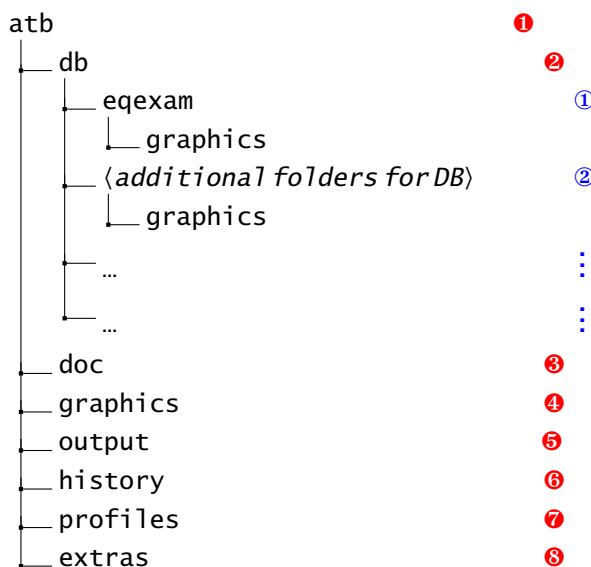 atb ❶
db ❷
eqexam ①
graphics
⟨additional folders for DB⟩ ②
graphics
… ⋮
… ⋮
doc ❸
graphics ❹
output ❺
history ❻
profiles ❼
extras ❽